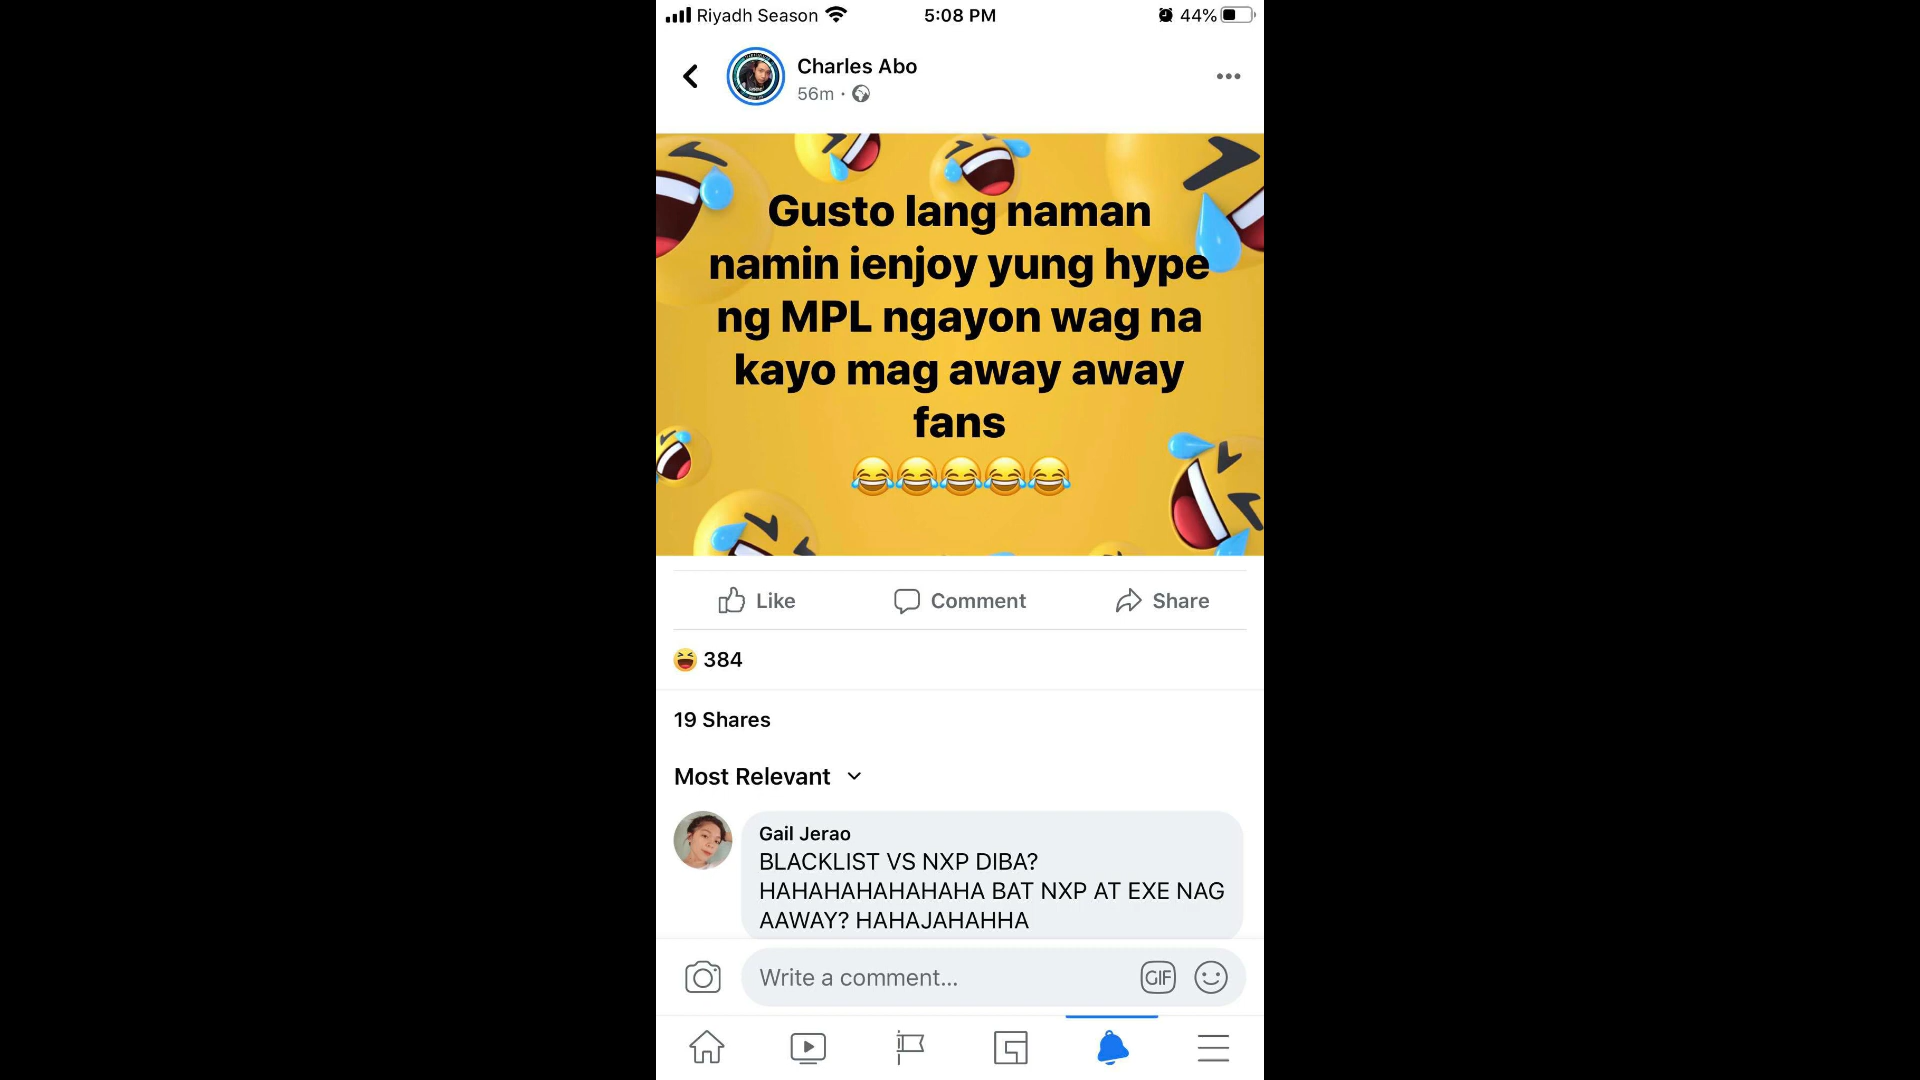 Riyadh Season 5:08 PM 44%
Charles Abo
56m ·
Gusto lang naman
namin ienjoy yung hype
ng MPL ngayon wag na
kayo mag away away
fans
😂😂😂😂😂
Like Comment Share
384
19 Shares
Most Relevant
Gail Jerao
BLACKLIST VS NXP DIBA?
HAHAHAHAHAHAHA BAT NXP AT EXE NAG
AAWAY? HAHAJAHAHHA
Write a comment... GIF